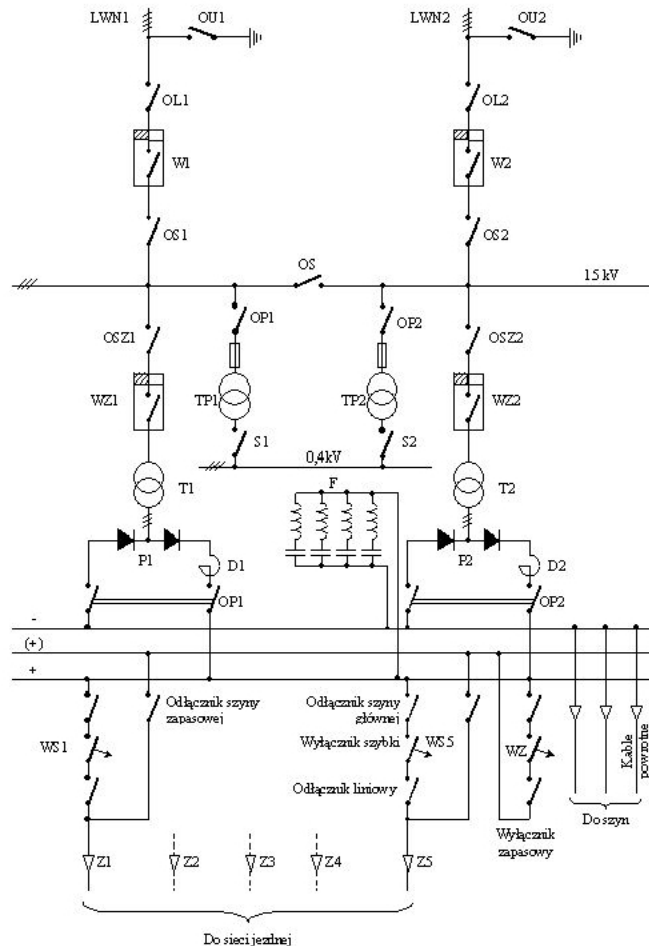 LWN1 OU1 LWN2 OU2
OL1 OL2
W1 W2
OS1 OS OS2
15 kV
OP1 OP2
OSZ1 OSZ2
WZ1 TP1 TP2 WZ2
S1 S2
0,4kV
T1 F T2
P1 D1 P2 D2
OP1 OP2
-
(+)
+
Odłącznik szyny
zapasowej
Odłącznik szyny
głównej
WS1 Wyłącznik szybki WS5 WZ
Kable
powrotne
Odłącznik liniowy
Do szyn
Wyłącznik
zapasowy
Z1 Z2 Z3 Z4 Z5
Do sieci jezdnej